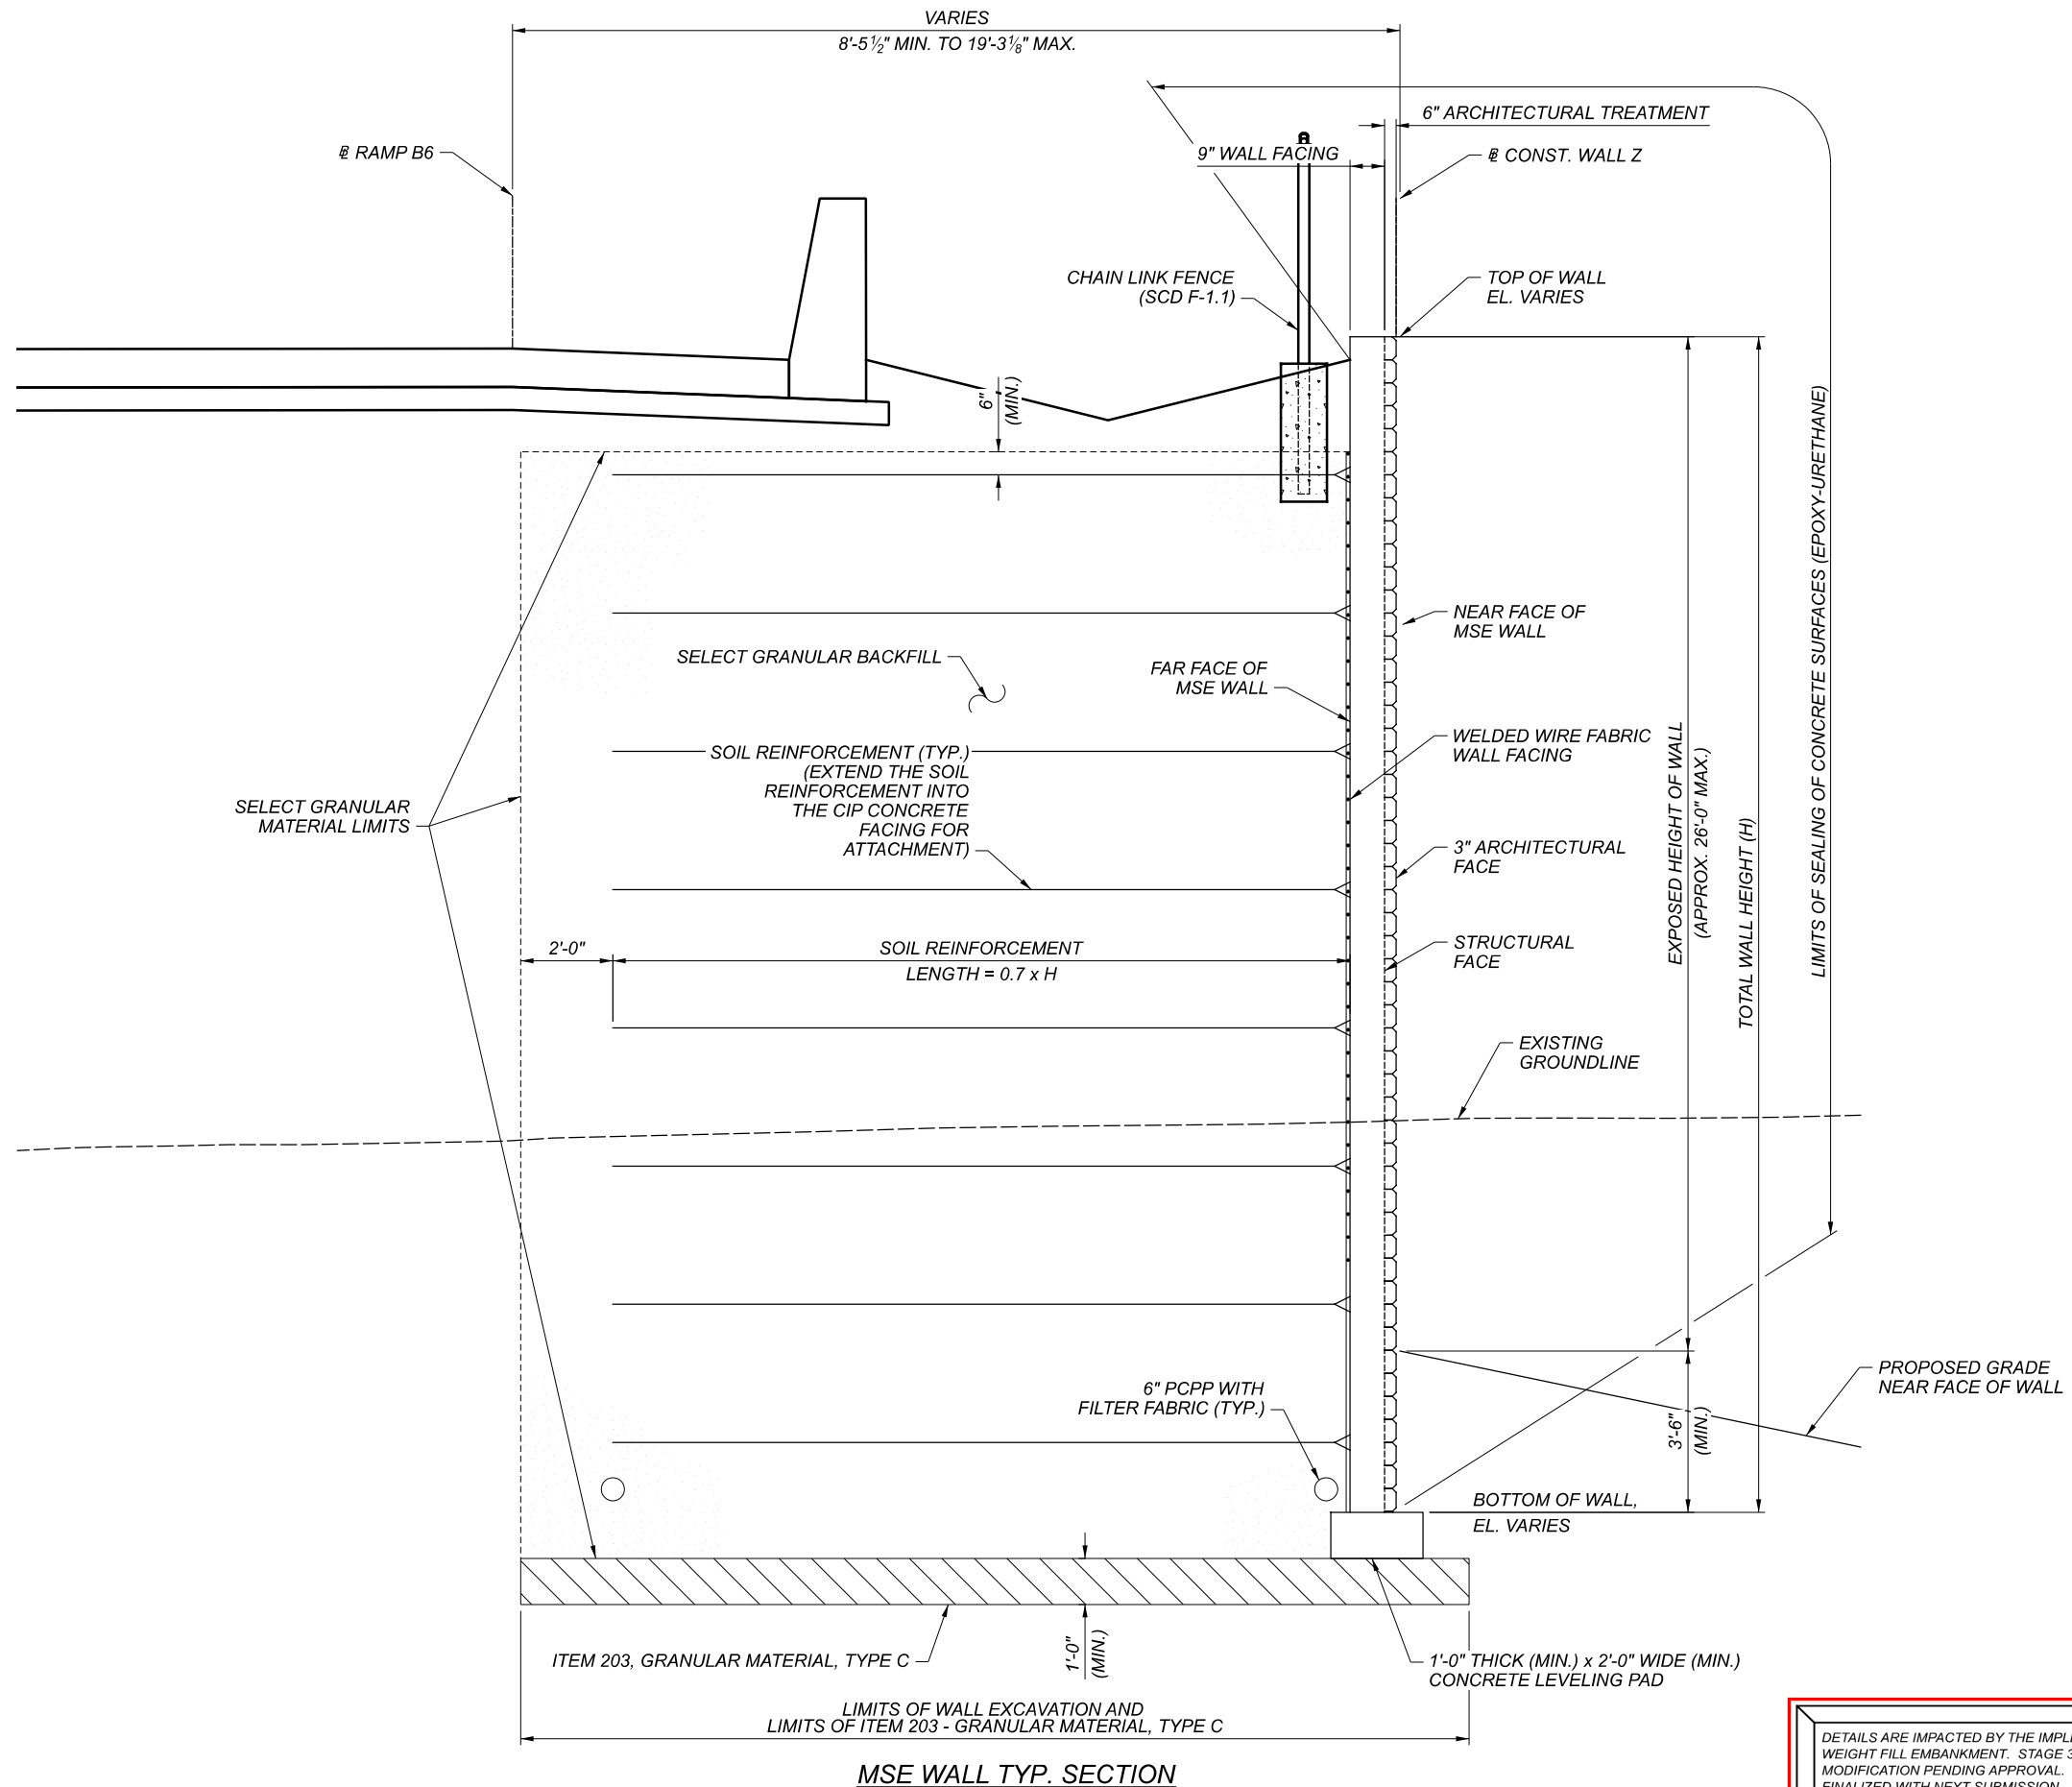 VARIES
8'-5½" MIN. TO 19'-3⅛" MAX.
6" ARCHITECTURAL TREATMENT
9" WALL FACING
RAMP B6
CONST. WALL Z
CHAIN LINK FENCE
(SCD F-1.1)
TOP OF WALL
EL. VARIES
6"
(MIN.)
LIMITS OF SEALING OF CONCRETE SURFACES (EPOXY-URETHANE)
NEAR FACE OF
MSE WALL
SELECT GRANULAR BACKFILL
FAR FACE OF
MSE WALL
WELDED WIRE FABRIC
WALL FACING
SOIL REINFORCEMENT (TYP.)
(EXTEND THE SOIL
REINFORCEMENT INTO
THE CIP CONCRETE
FACING FOR
ATTACHMENT)
SELECT GRANULAR
MATERIAL LIMITS
EXPOSED HEIGHT OF WALL
(APPROX. 26'-0" MAX.)
TOTAL WALL HEIGHT (H)
3" ARCHITECTURAL
FACE
2'-0"
SOIL REINFORCEMENT
LENGTH = 0.7 x H
STRUCTURAL
FACE
EXISTING
GROUNDLINE
6" PCPP WITH
FILTER FABRIC (TYP.)
PROPOSED GRADE
NEAR FACE OF WALL
3'-6"
(MIN.)
BOTTOM OF WALL,
EL. VARIES
ITEM 203, GRANULAR MATERIAL, TYPE C
1'-0"
(MIN.)
1'-0" THICK (MIN.) x 2'-0" WIDE (MIN.)
CONCRETE LEVELING PAD
LIMITS OF WALL EXCAVATION AND
LIMITS OF ITEM 203 - GRANULAR MATERIAL, TYPE C
MSE WALL TYP. SECTION
DETAILS ARE IMPACTED BY THE IMPL
WEIGHT FILL EMBANKMENT. STAGE 3
MODIFICATION PENDING APPROVAL.
FINALIZED WITH NEXT SUBMISSION